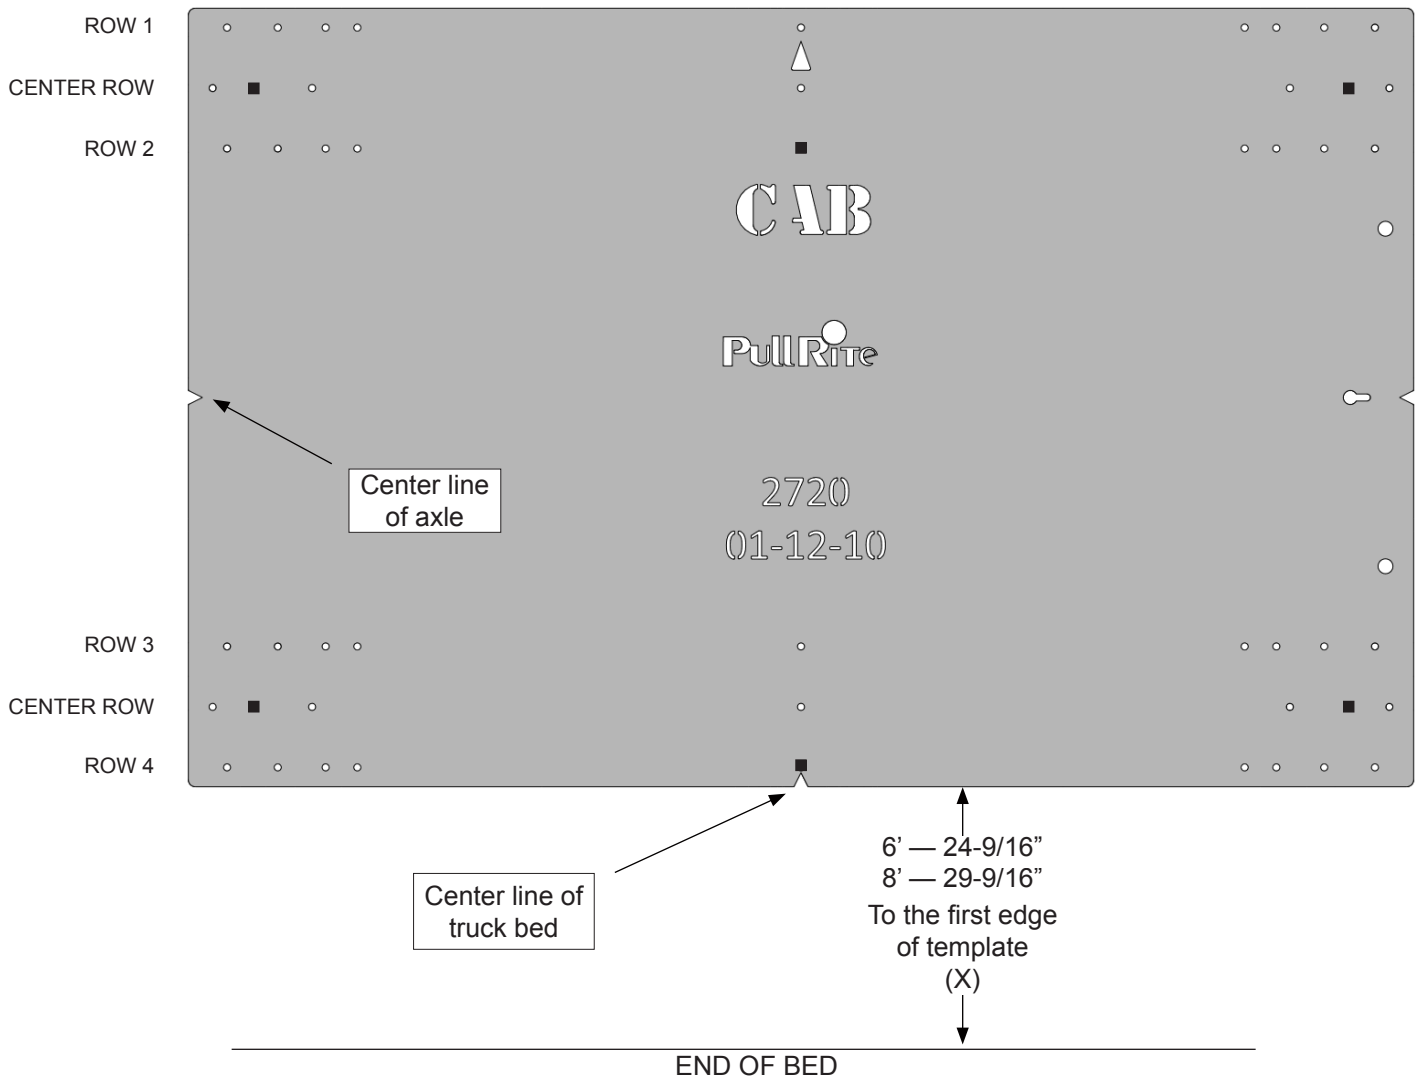 ROW 1
CENTER ROW
ROW 2
CAB
PullRite
Center line
of axle
2720
01-12-10
ROW 3
CENTER ROW
ROW 4
6’ — 24-9/16”
8’ — 29-9/16”
To the first edge
of template
(X)
Center line of
truck bed
END OF BED